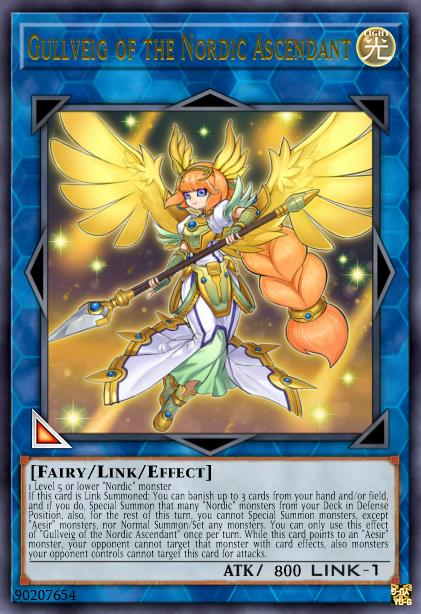 Gullveig of the Nordic Ascendant
LIGHT
光
[Fairy/Link/Effect]
1 Level 5 or lower "Nordic" monster
If this card is Link Summoned: You can banish up to 3 cards from your hand and/or field,
and if you do, Special Summon that many "Nordic" monsters from your Deck in Defense
Position, also, for the rest of this turn, you cannot Special Summon monsters, except
"Aesir" monsters, nor Normal Summon/Set any monsters. You can only use this effect
of "Gullveig of the Nordic Ascendant" once per turn. While this card points to an "Aesir"
monster, your opponent cannot target that monster with card effects, also monsters
your opponent controls cannot target this card for attacks.
ATK/ 800 LINK-1
90207654